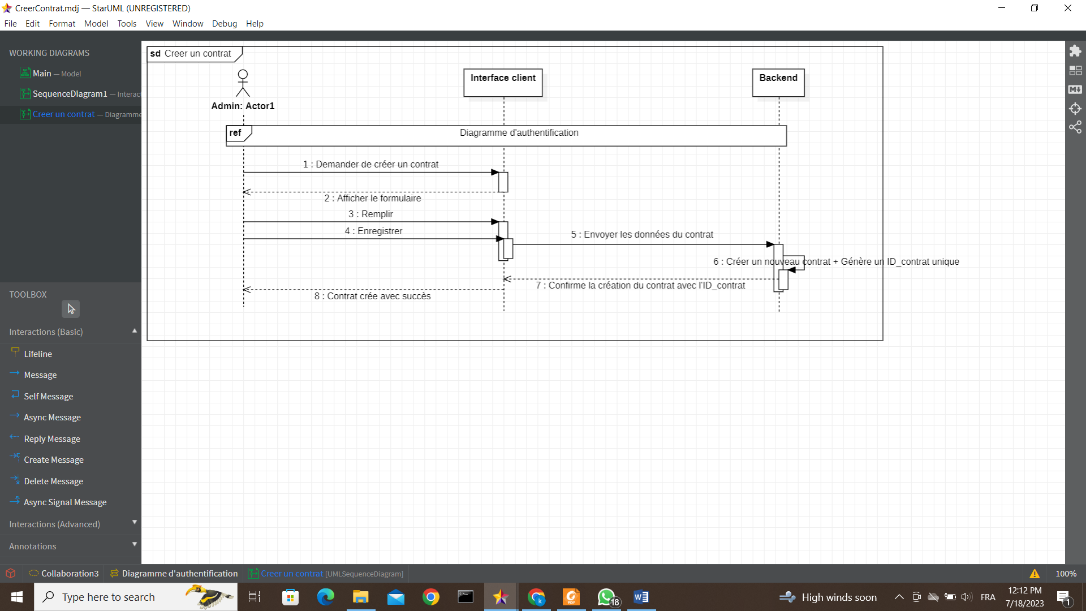 CreerContrat.mdj — StarUML (UNREGISTERED)
File Edit Format Model Tools View Window Debug Help
WORKING DIAGRAMS
Main — Model
SequenceDiagram1 — Interac
Creer un contrat — Diagramme
sd Creer un contrat
Interface client
Backend
Admin: Actor1
ref
Diagramme d'authentification
1 : Demander de créer un contrat
2 : Afficher le formulaire
3 : Remplir
4 : Enregistrer
5 : Envoyer les données du contrat
6 : Créer un nouveau contrat + Génère un ID_contrat unique
7 : Confirme la création du contrat avec l'ID_contrat
8 : Contrat crée avec succès
TOOLBOX
Interactions (Basic)
Lifeline
Message
Self Message
Async Message
Reply Message
Create Message
Delete Message
Async Signal Message
Interactions (Advanced)
Annotations
Collaboration3 Diagramme d'authentification Creer un contrat [UMLSequenceDiagram]
100%
Type here to search
18
High winds soon
FRA
12:12 PM
7/18/2023
1